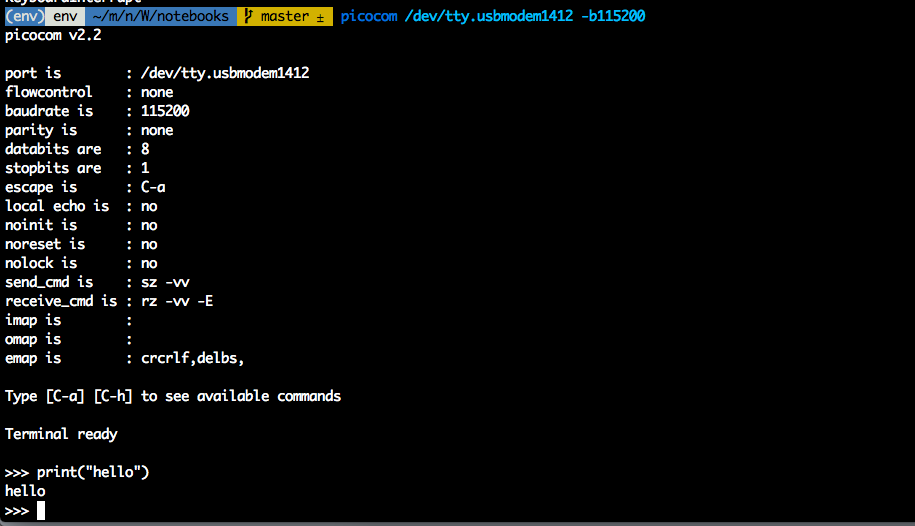 KeyboardInterrupt
(env) env ~/m/n/W/notebooks master ± picocom /dev/tty.usbmodem1412 -b115200
picocom v2.2
port is : /dev/tty.usbmodem1412
flowcontrol : none
baudrate is : 115200
parity is : none
databits are : 8
stopbits are : 1
escape is : C-a
local echo is : no
noinit is : no
noreset is : no
nolock is : no
send_cmd is : sz -vv
receive_cmd is : rz -vv -E
imap is :
omap is :
emap is : crcrlf,delbs,
Type [C-a] [C-h] to see available commands
Terminal ready
>>> print("hello")
hello
>>>